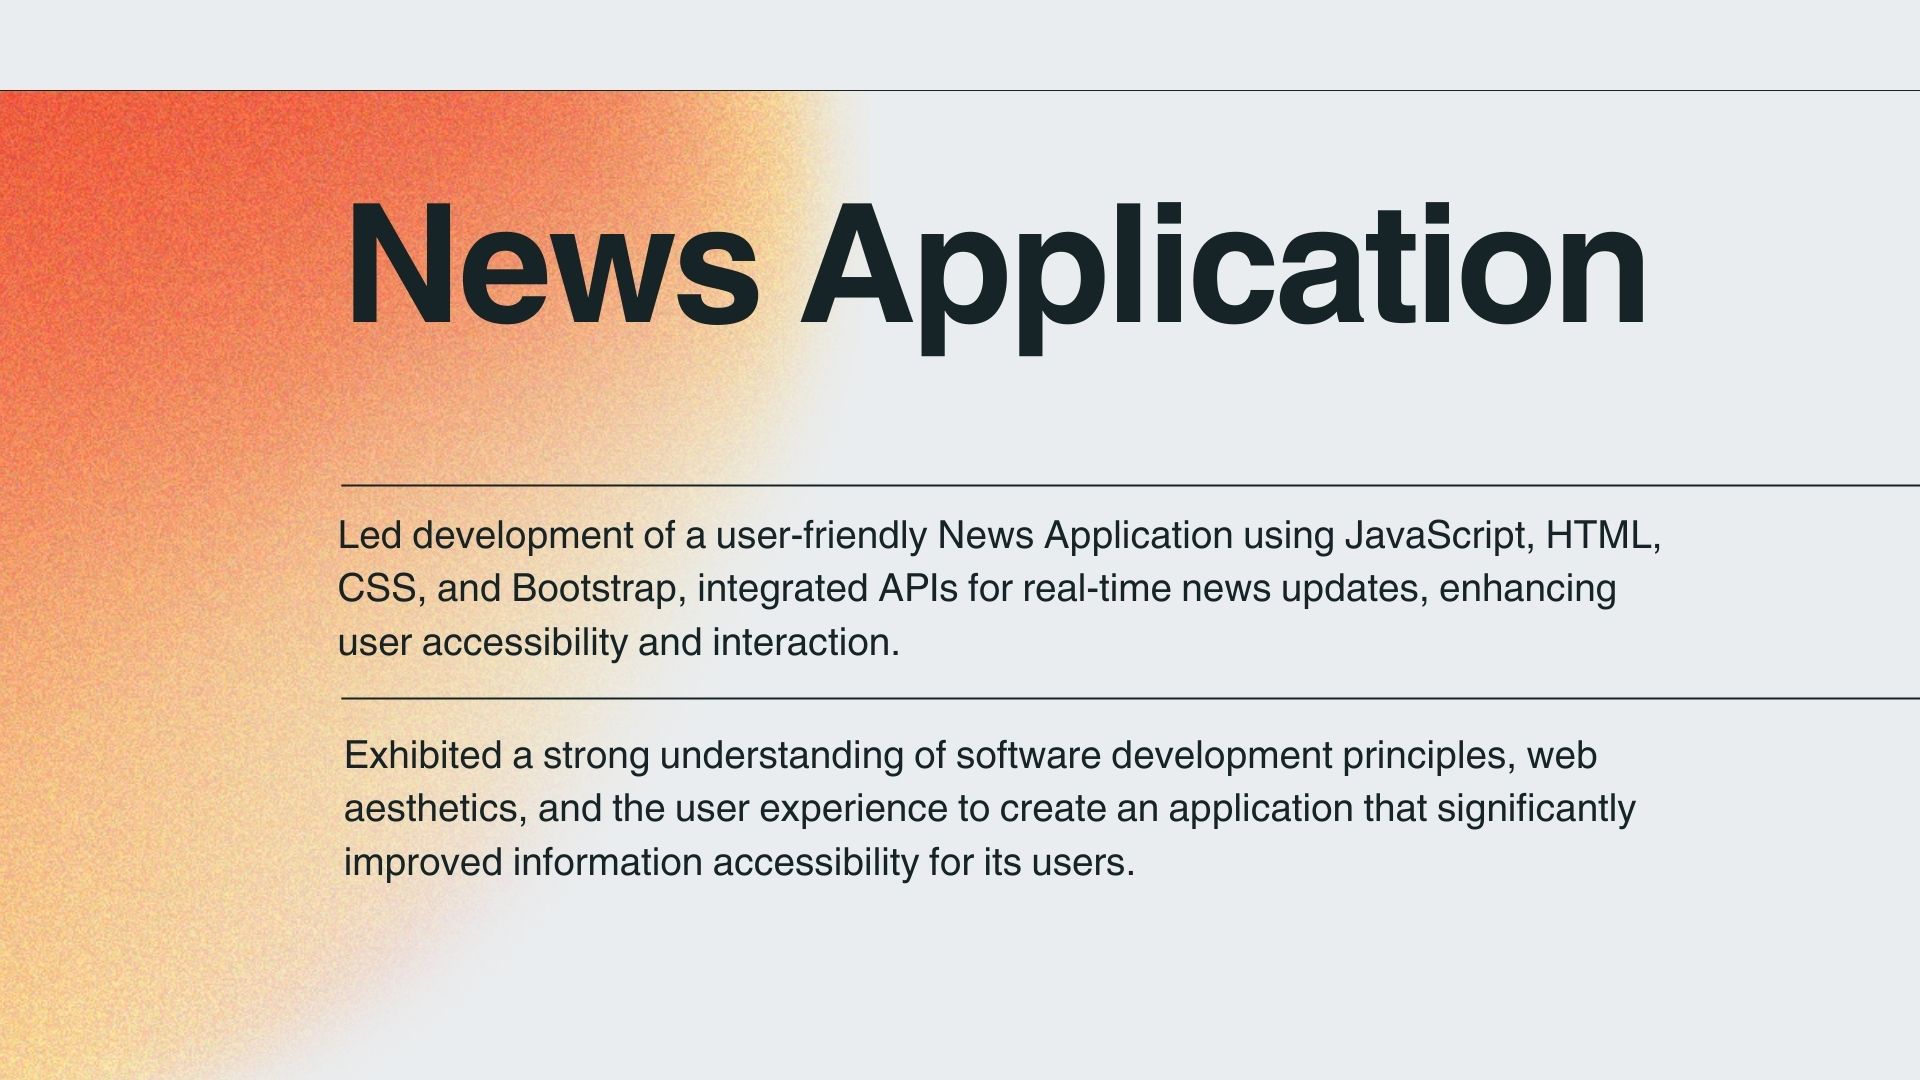 News Application
Led development of a user-friendly News Application using JavaScript, HTML,
CSS, and Bootstrap, integrated APIs for real-time news updates, enhancing
user accessibility and interaction.
Exhibited a strong understanding of software development principles, web
aesthetics, and the user experience to create an application that significantly
improved information accessibility for its users.